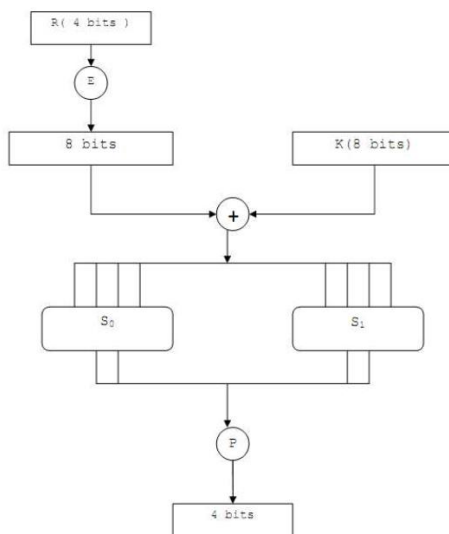 R( 4 bits )
E
8 bits
K(8 bits)
+
S₀
S₁
P
4 bits